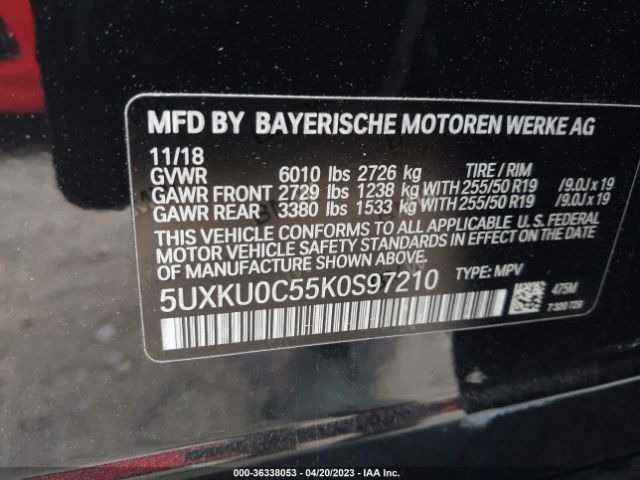 MFD BY BAYERISCHE MOTOREN WERKE AG
11/18
GVWR 6010 lbs 2726 kg TIRE / RIM
GAWR FRONT 2729 lbs 1238 kg WITH 255/50 R19 /9.0J x 19
GAWR REAR 3380 lbs 1533 kg WITH 255/50 R19 /9.0J x 19
THIS VEHICLE CONFORMS TO ALL APPLICABLE U.S. FEDERAL
MOTOR VEHICLE SAFETY STANDARDS IN EFFECT ON THE
DATE OF MANUFACTURE SHOWN ABOVE.
5UXKU0C55K0S97210 TYPE: MPV
475M
7 320 729
000-36338053 - 04/20/2023 - IAA Inc.